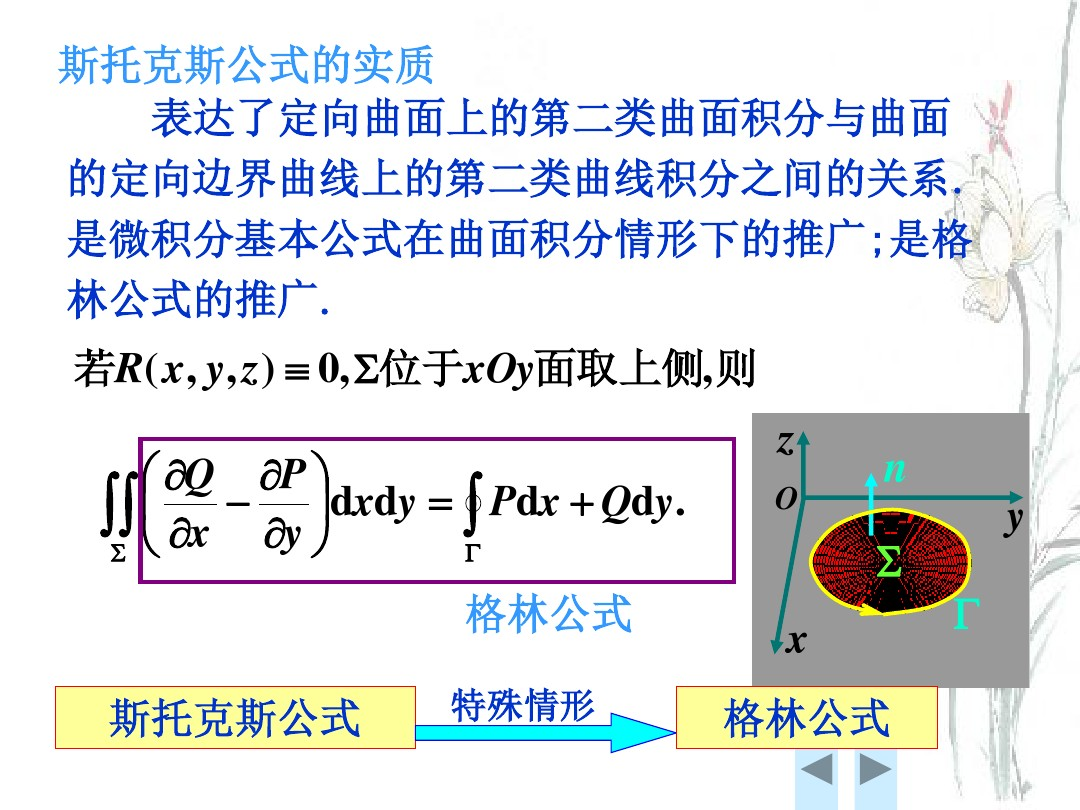 斯托克斯公式的实质
表达了定向曲面上的第二类曲面积分与曲面
的定向边界曲线上的第二类曲线积分之间的关系.
是微积分基本公式在曲面积分情形下的推广;是格
林公式的推广.
若R(x, y,z) ≡ 0,Σ位于xOy面取上侧,则
∬_Σ (∂Q/∂x − ∂P/∂y) dxdy = ∮_Γ Pdx + Qdy.
格林公式
z
n
O
y
Σ
Γ
x
斯托克斯公式
特殊情形
格林公式